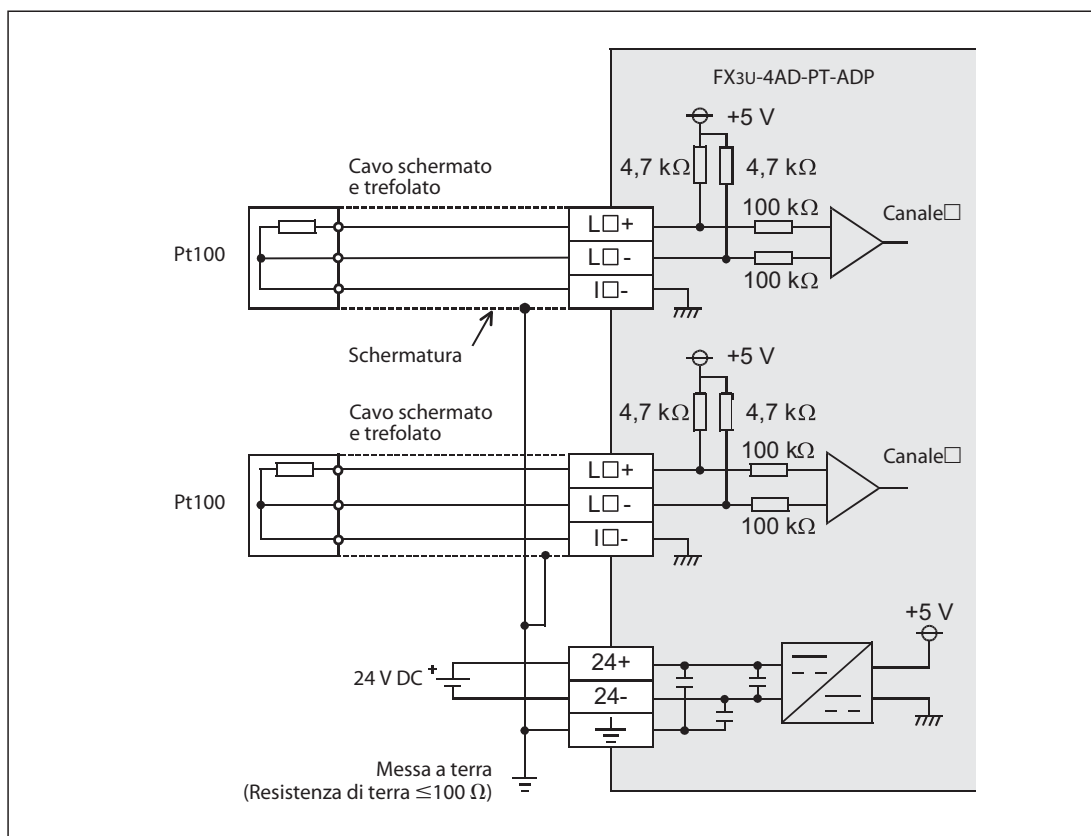 FX3U-4AD-PT-ADP
+5 V
Cavo schermato
e trefolato
4,7 kΩ
4,7 kΩ
100 kΩ
Canale□
L□+
L□-
I□-
Pt100
100 kΩ
Schermatura
+5 V
Cavo schermato
e trefolato
4,7 kΩ
4,7 kΩ
100 kΩ
Canale□
L□+
L□-
I□-
Pt100
100 kΩ
+5 V
24 V DC
+
24+
24-
Messa a terra
(Resistenza di terra ≤100 Ω)